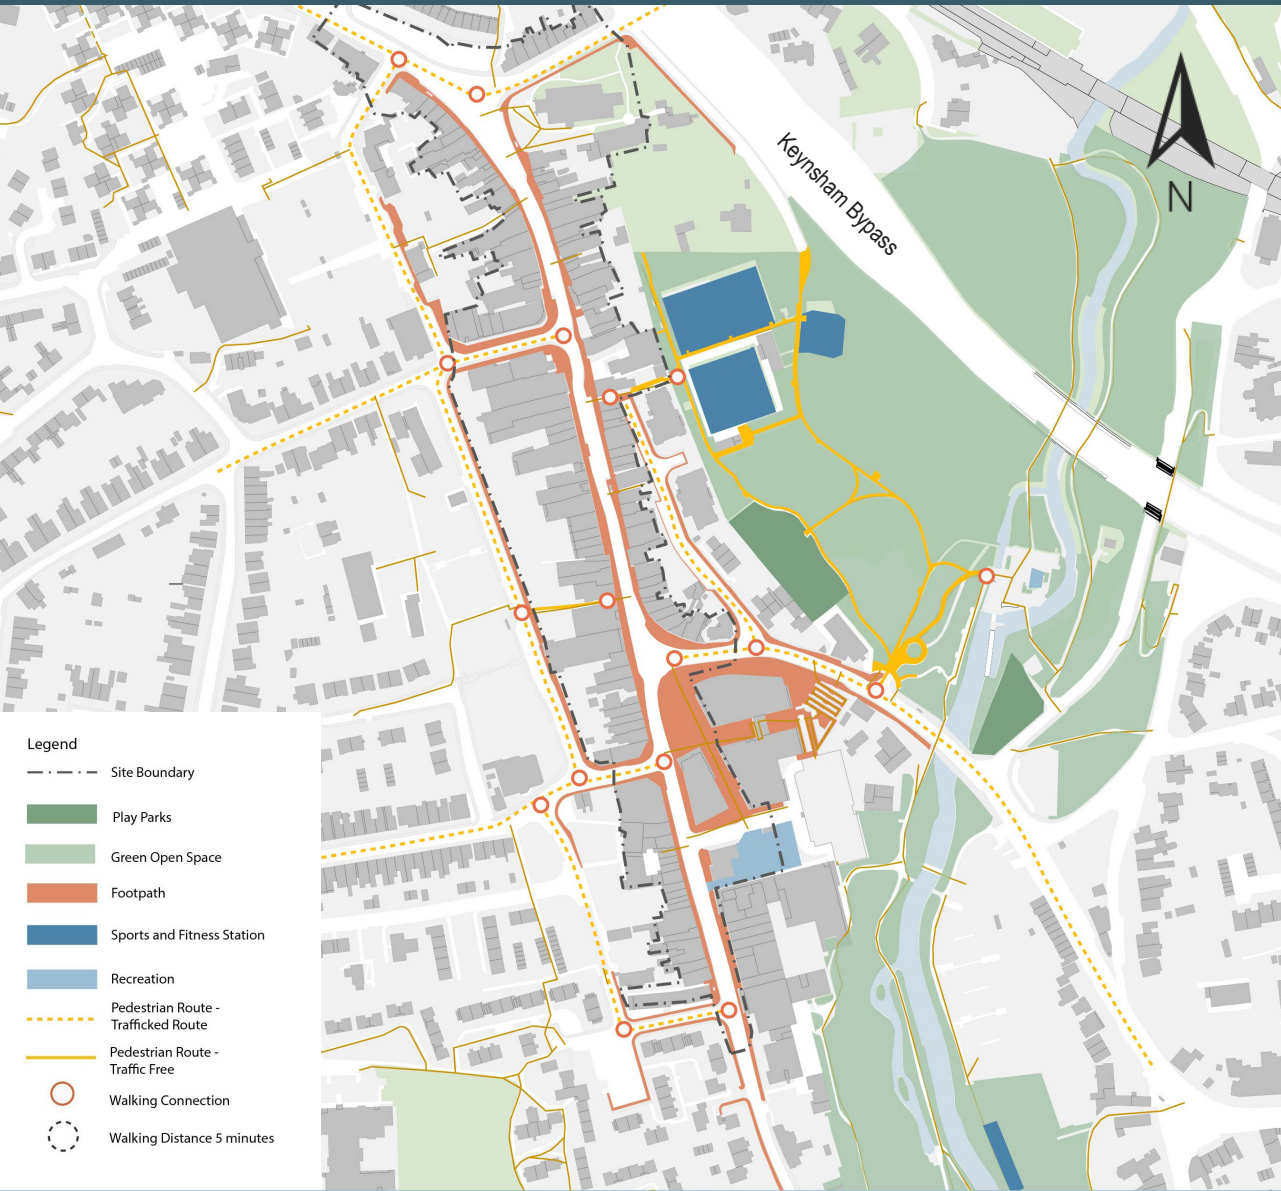 Keynsham Bypass
N
Legend
Site Boundary
Play Parks
Green Open Space
Footpath
Sports and Fitness Station
Recreation
Pedestrian Route -
Trafficked Route
Pedestrian Route -
Traffic Free
Walking Connection
Walking Distance 5 minutes